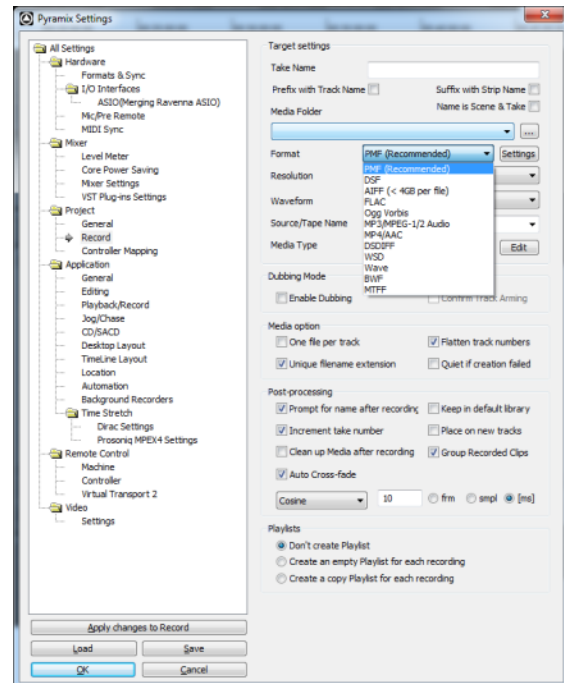 Pyramix Settings
All Settings
Hardware
Formats & Sync
I/O Interfaces
ASIO(Merging Ravenna ASIO)
Mic/Pre Remote
MIDI Sync
Mixer
Level Meter
Core Power Saving
Mixer Settings
VST Plug-ins Settings
Project
General
Record
Controller Mapping
Application
General
Editing
Playback/Record
Jog/Chase
CD/SACD
Desktop Layout
TimeLine Layout
Location
Automation
Background Recorders
Time Stretch
Dirac Settings
Prosoniq MPEX4 Settings
Remote Control
Machine
Controller
Virtual Transport 2
Video
Settings
Apply changes to Record
Load Save
OK Cancel
Target settings
Take Name
Prefix with Track Name Suffix with Strip Name
Media Folder Name is Scene & Take
...
Format PMF (Recommended) Settings
PMF (Recommended)
DSF
Resolution
AIFF (< 4GB per file)
FLAC
Waveform
Ogg Vorbis
MP3/MPEG-1/2 Audio
Source/Tape Name
MP4/AAC
Media Type DSDIFF Edit
WSD
Wave
BWF
MTFF
Dubbing Mode
Enable Dubbing Confirm Track Arming
Media option
One file per track Flatten track numbers
Unique filename extension Quiet if creation failed
Post-processing
Prompt for name after recording Keep in default library
Increment take number Place on new tracks
Clean up Media after recording Group Recorded Clips
Auto Cross-fade
Cosine 10 frm smpl [ms]
Playlists
Don't create Playlist
Create an empty Playlist for each recording
Create a copy Playlist for each recording